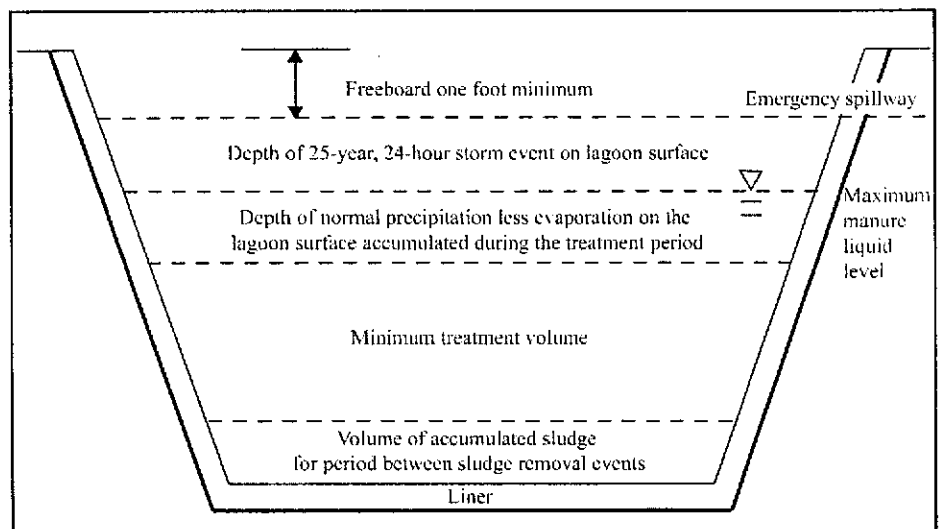 Freeboard one foot minimum
Emergency spillway
Depth of 25-year, 24-hour storm event on lagoon surface
Maximum
manure
liquid
level
Depth of normal precipitation less evaporation on the
lagoon surface accumulated during the treatment period
Minimum treatment volume
Volume of accumulated sludge
for period between sludge removal events
Liner